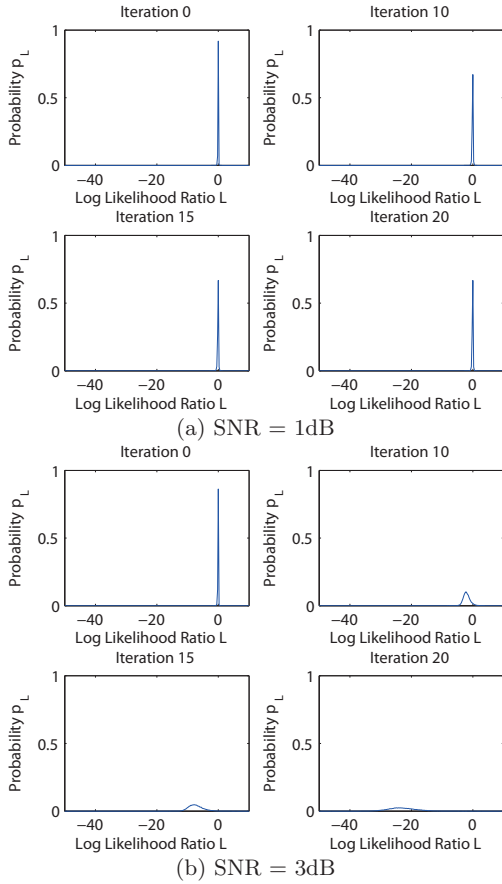 Iteration 0
Probability p_L
1
0.5
0
−40 −20 0
Log Likelihood Ratio L
Iteration 10
Probability p_L
1
0.5
0
−40 −20 0
Log Likelihood Ratio L
Iteration 15
Probability p_L
1
0.5
0
−40 −20 0
Log Likelihood Ratio L
Iteration 20
Probability p_L
1
0.5
0
−40 −20 0
Log Likelihood Ratio L
(a) SNR = 1dB
Iteration 0
Probability p_L
1
0.5
0
−40 −20 0
Log Likelihood Ratio L
Iteration 10
Probability p_L
1
0.5
0
−40 −20 0
Log Likelihood Ratio L
Iteration 15
Probability p_L
1
0.5
0
−40 −20 0
Log Likelihood Ratio L
Iteration 20
Probability p_L
1
0.5
0
−40 −20 0
Log Likelihood Ratio L
(b) SNR = 3dB